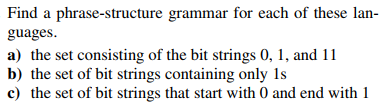 Find a phrase-structure grammar for each of these lan-
guages.
a) the set consisting of the bit strings 0, 1, and 11
b) the set of bit strings containing only 1s
c) the set of bit strings that start with 0 and end with 1